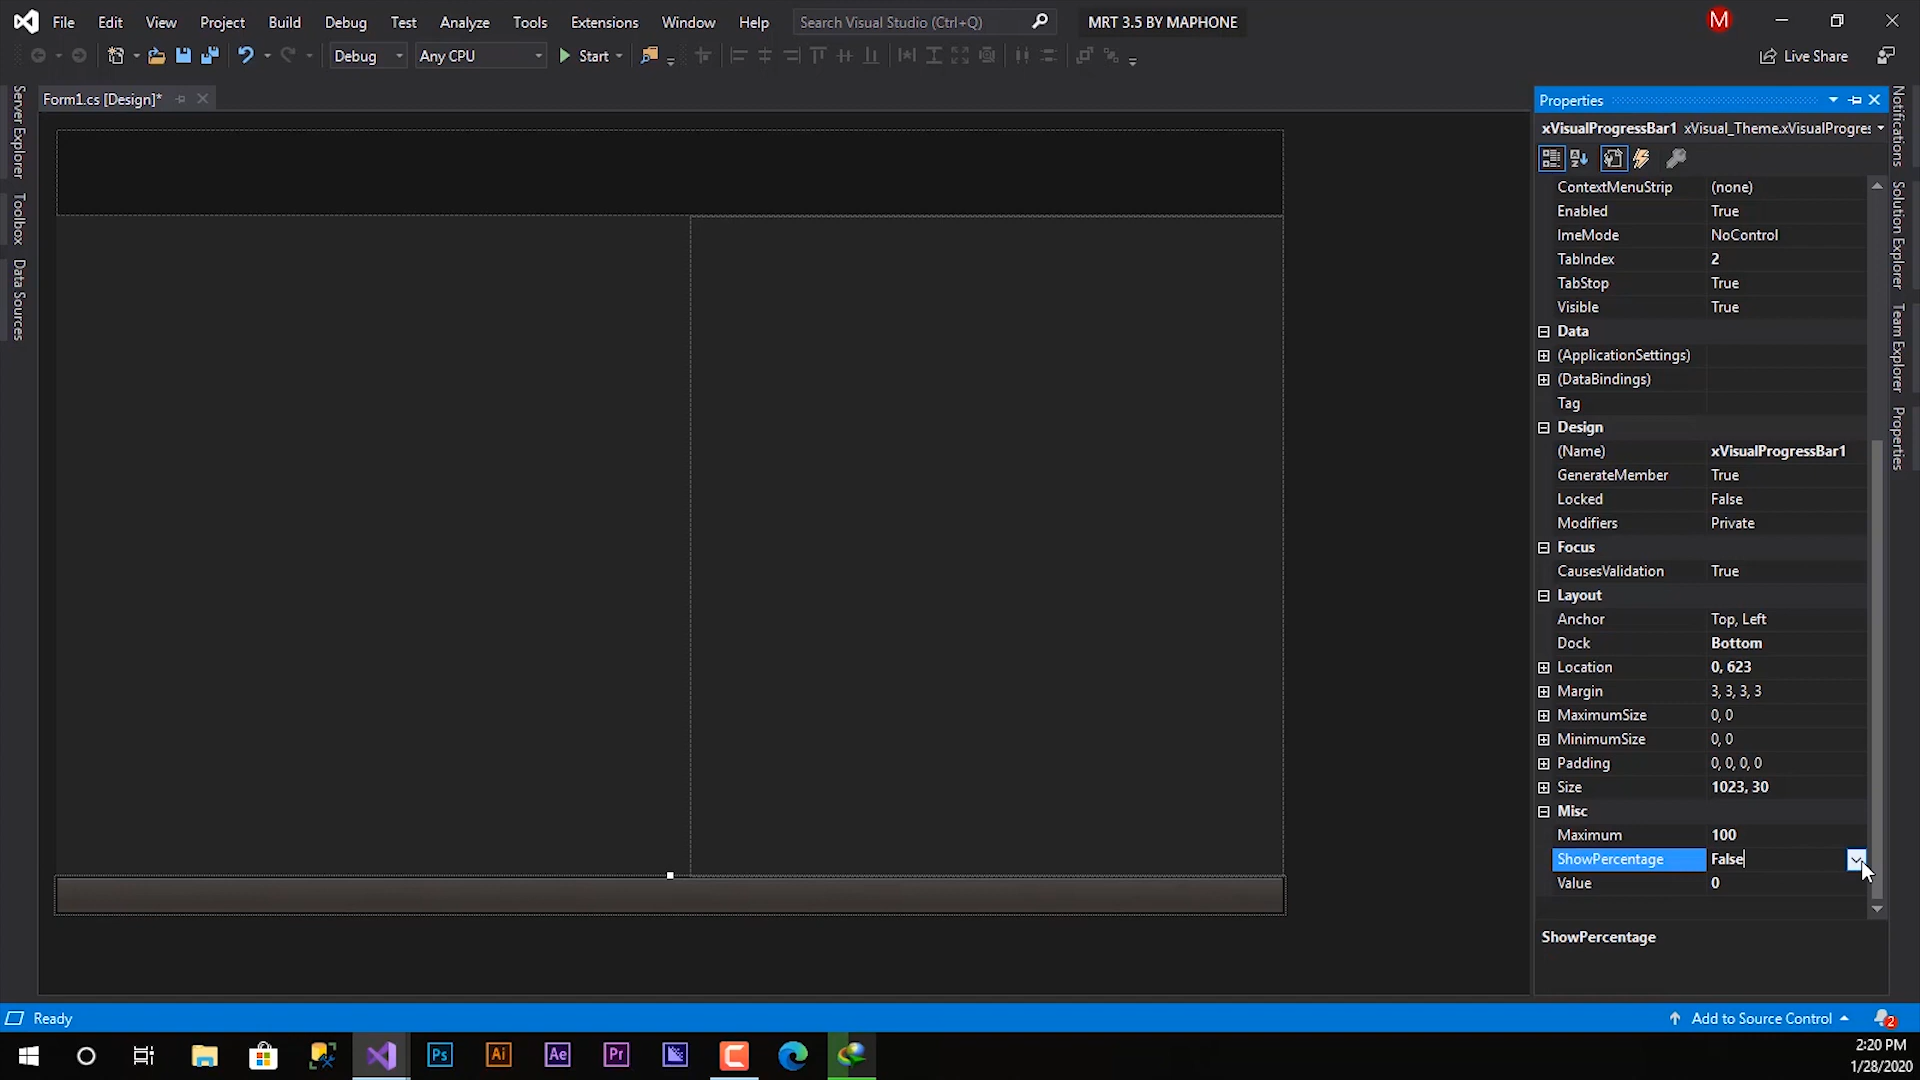 File Edit View Project Build Debug Test Analyze Tools Extensions Window Help Search Visual Studio (Ctrl+Q) MRT 3.5 BY MAPHONE M
Debug Any CPU Start Live Share
Form1.cs [Design]*
Server Explorer
Toolbox
Data Sources
Properties
xVisualProgressBar1 xVisual_Theme.xVisualProgres
ContextMenuStrip (none)
Enabled True
ImeMode NoControl
TabIndex 2
TabStop True
Visible True
Data
(ApplicationSettings)
(DataBindings)
Tag
Design
(Name) xVisualProgressBar1
GenerateMember True
Locked False
Modifiers Private
Focus
CausesValidation True
Layout
Anchor Top, Left
Dock Bottom
Location 0, 623
Margin 3, 3, 3, 3
MaximumSize 0, 0
MinimumSize 0, 0
Padding 0, 0, 0, 0
Size 1023, 30
Misc
Maximum 100
ShowPercentage False
Value 0
ShowPercentage
Notifications
Solution Explorer
Team Explorer
Properties
Ready Add to Source Control 2
Ps Ai Ae Pr
2:20 PM
1/28/2020